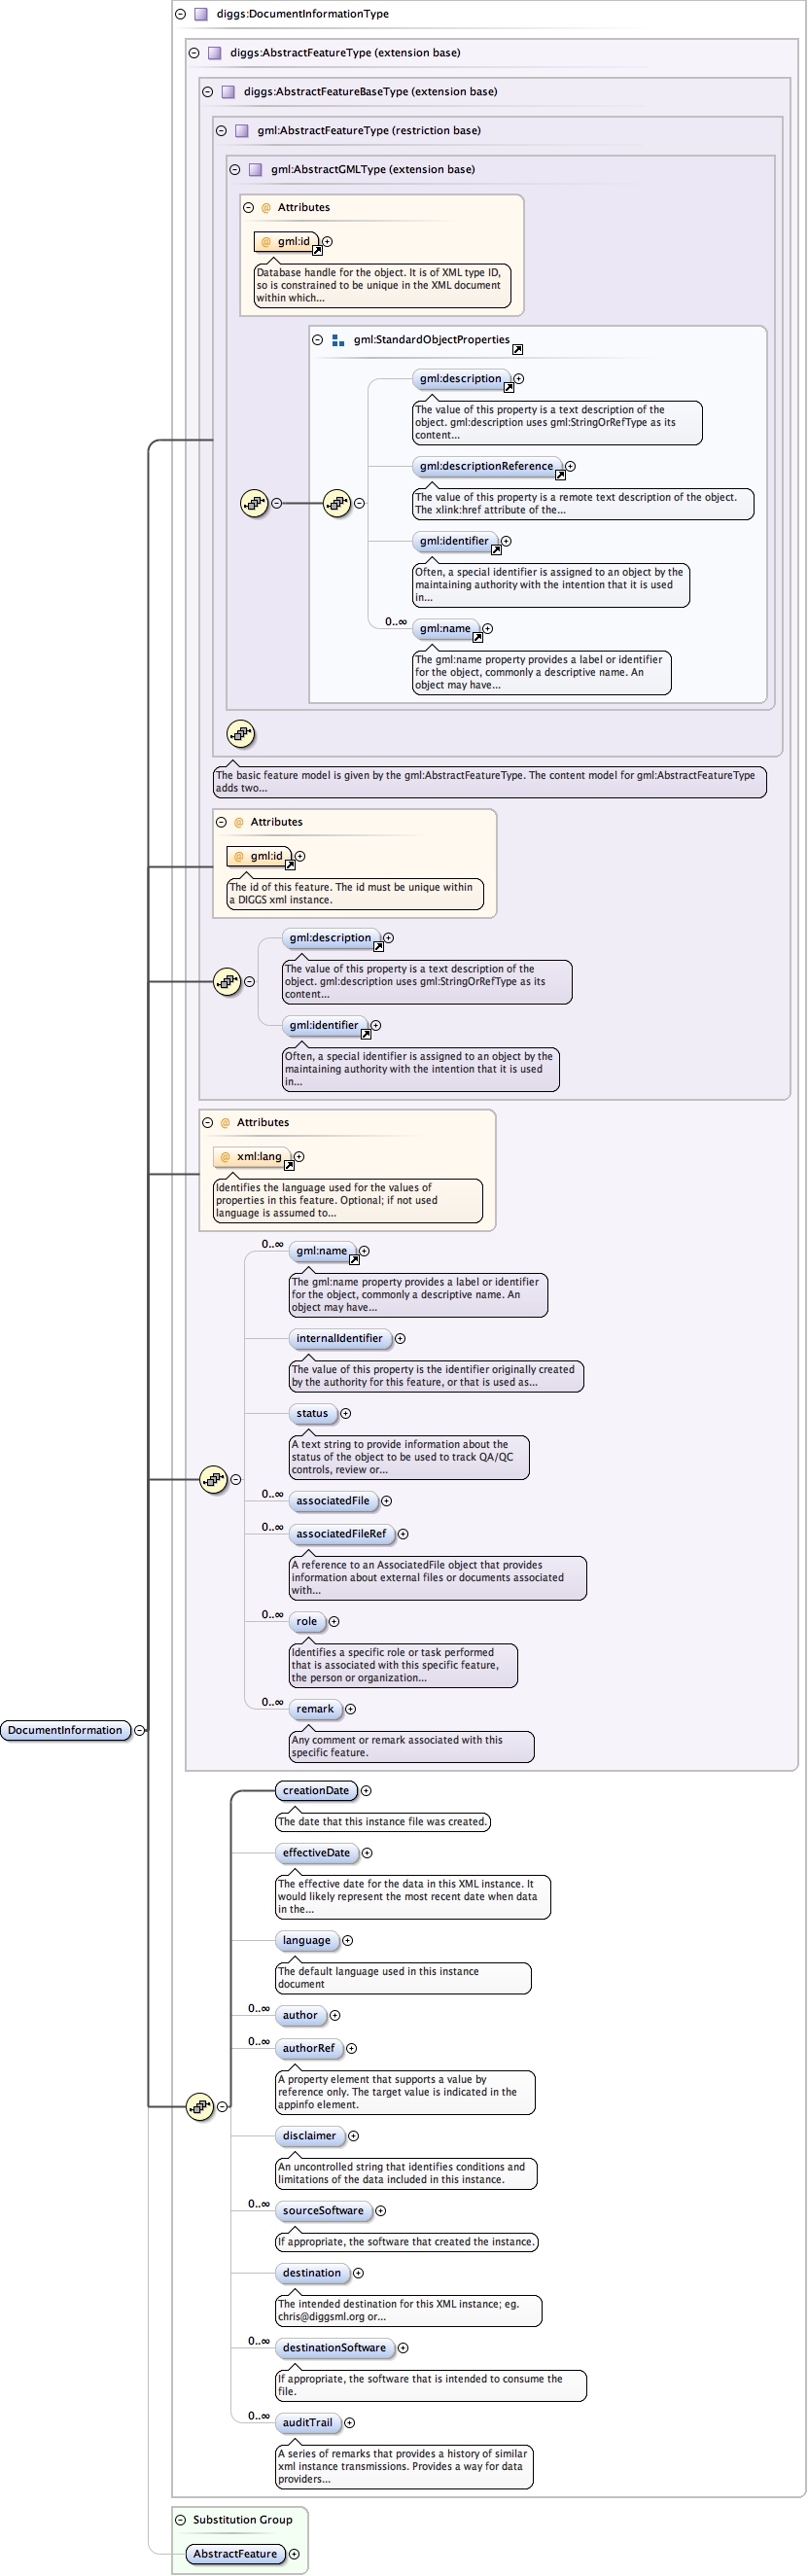 diggs:DocumentInformationType
diggs:AbstractFeatureType (extension base)
diggs:AbstractFeatureBaseType (extension base)
gml:AbstractFeatureType (restriction base)
gml:AbstractGMLType (extension base)
@ Attributes
@ gml:id
Database handle for the object. It is of XML type ID,
so is constrained to be unique in the XML document
within which...
gml:StandardObjectProperties
gml:description
The value of this property is a text description of the
object. gml:description uses gml:StringOrRefType as its
content...
gml:descriptionReference
The value of this property is a remote text description of the object.
The xlink:href attribute of the...
gml:identifier
Often, a special identifier is assigned to an object by the
maintaining authority with the intention that it is used
in...
0..∞ gml:name
The gml:name property provides a label or identifier
for the object, commonly a descriptive name. An
object may have...
The basic feature model is given by the gml:AbstractFeatureType. The content model for gml:AbstractFeatureType
adds two...
@ Attributes
@ gml:id
The id of this feature. The id must be unique within
a DIGGS xml instance.
gml:description
The value of this property is a text description of the
object. gml:description uses gml:StringOrRefType as its
content...
gml:identifier
Often, a special identifier is assigned to an object by the
maintaining authority with the intention that it is used
in...
@ Attributes
@ xml:lang
Identifies the language used for the values of
properties in this feature. Optional; if not used
language is assumed to...
0..∞ gml:name
The gml:name property provides a label or identifier
for the object, commonly a descriptive name. An
object may have...
internalIdentifier
The value of this property is the identifier originally created
by the authority for this feature, or that is used as...
status
A text string to provide information about the
status of the object to be used to track QA/QC
controls, review or...
0..∞ associatedFile
0..∞ associatedFileRef
A reference to an AssociatedFile object that provides
information about external files or documents associated
with...
0..∞ role
Identifies a specific role or task performed
that is associated with this specific feature,
the person or organization...
0..∞ remark
Any comment or remark associated with this
specific feature.
DocumentInformation
creationDate
The date that this instance file was created.
effectiveDate
The effective date for the data in this XML instance. It
would likely represent the most recent date when data
in the...
language
The default language used in this instance
document
0..∞ author
0..∞ authorRef
A property element that supports a value by
reference only. The target value is indicated in the
appinfo element.
disclaimer
An uncontrolled string that identifies conditions and
limitations of the data included in this instance.
0..∞ sourceSoftware
If appropriate, the software that created the instance.
destination
The intended destination for this XML instance; eg.
chris@diggsml.org or...
0..∞ destinationSoftware
If appropriate, the software that is intended to consume the
file.
0..∞ auditTrail
A series of remarks that provides a history of similar
xml instance transmissions. Provides a way for data
providers...
Substitution Group
AbstractFeature